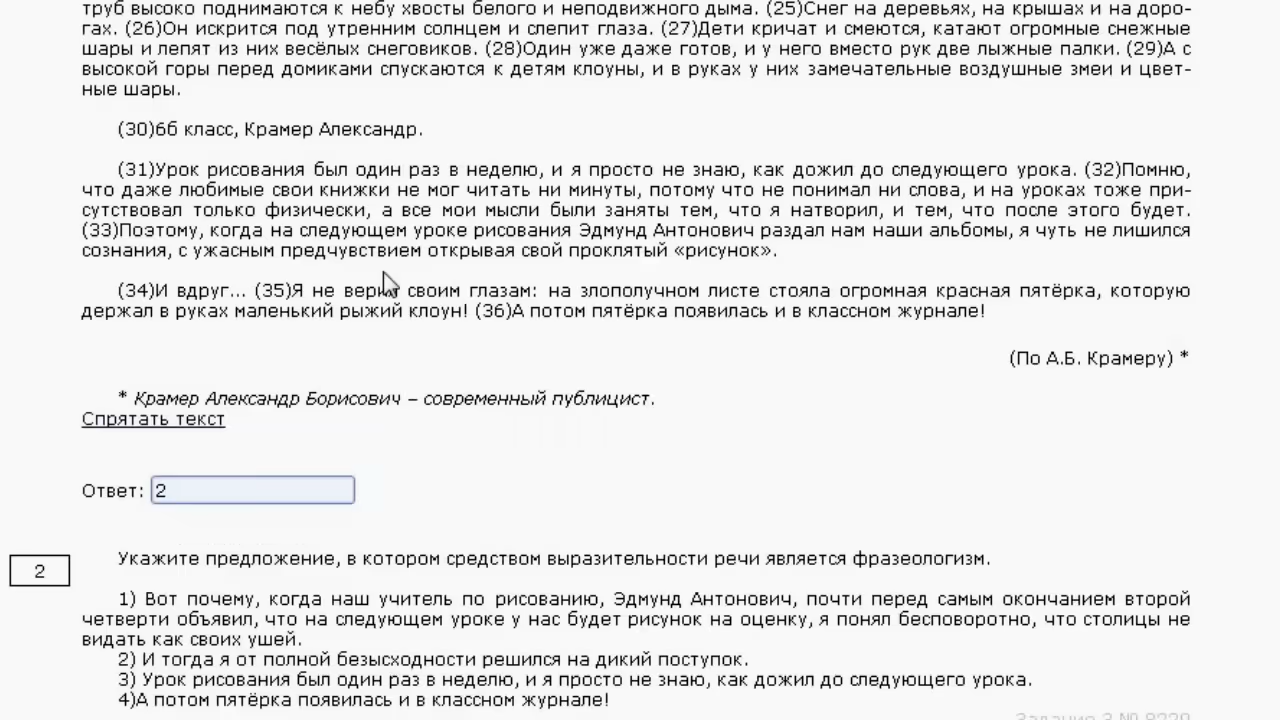 труб высоко поднимаются к небу хвосты белого и неподвижного дыма. (25)Снег на деревьях, на крышах и на доро-
гах. (26)Он искрится под утренним солнцем и слепит глаза. (27)Дети кричат и смеются, катают огромные снежные
шары и лепят из них весёлых снеговиков. (28)Один уже даже готов, и у него вместо рук две лыжные палки. (29)А с
высокой горы перед домиками спускаются к детям клоуны, и в руках у них замечательные воздушные змеи и цвет-
ные шары.
(30)6б класс, Крамер Александр.
(31)Урок рисования был один раз в неделю, и я просто не знаю, как дожил до следующего урока. (32)Помню,
что даже любимые свои книжки не мог читать ни минуты, потому что не понимал ни слова, и на уроках тоже при-
сутствовал только физически, а все мои мысли были заняты тем, что я натворил, и тем, что после этого будет.
(33)Поэтому, когда на следующем уроке рисования Эдмунд Антонович раздал нам наши альбомы, я чуть не лишился
сознания, с ужасным предчувствием открывая свой проклятый «рисунок».
(34)И вдруг... (35)Я не верил своим глазам: на злополучном листе стояла огромная красная пятёрка, которую
держал в руках маленький рыжий клоун! (36)А потом пятёрка появилась и в классном журнале!
(По А.Б. Крамеру) *
* Крамер Александр Борисович – современный публицист.
Спрятать текст
Ответ: 2
2
Укажите предложение, в котором средством выразительности речи является фразеологизм.
1) Вот почему, когда наш учитель по рисованию, Эдмунд Антонович, почти перед самым окончанием второй
четверти объявил, что на следующем уроке у нас будет рисунок на оценку, я понял бесповоротно, что столицы не
видать как своих ушей.
2) И тогда я от полной безысходности решился на дикий поступок.
3) Урок рисования был один раз в неделю, и я просто не знаю, как дожил до следующего урока.
4)А потом пятёрка появилась и в классном журнале!